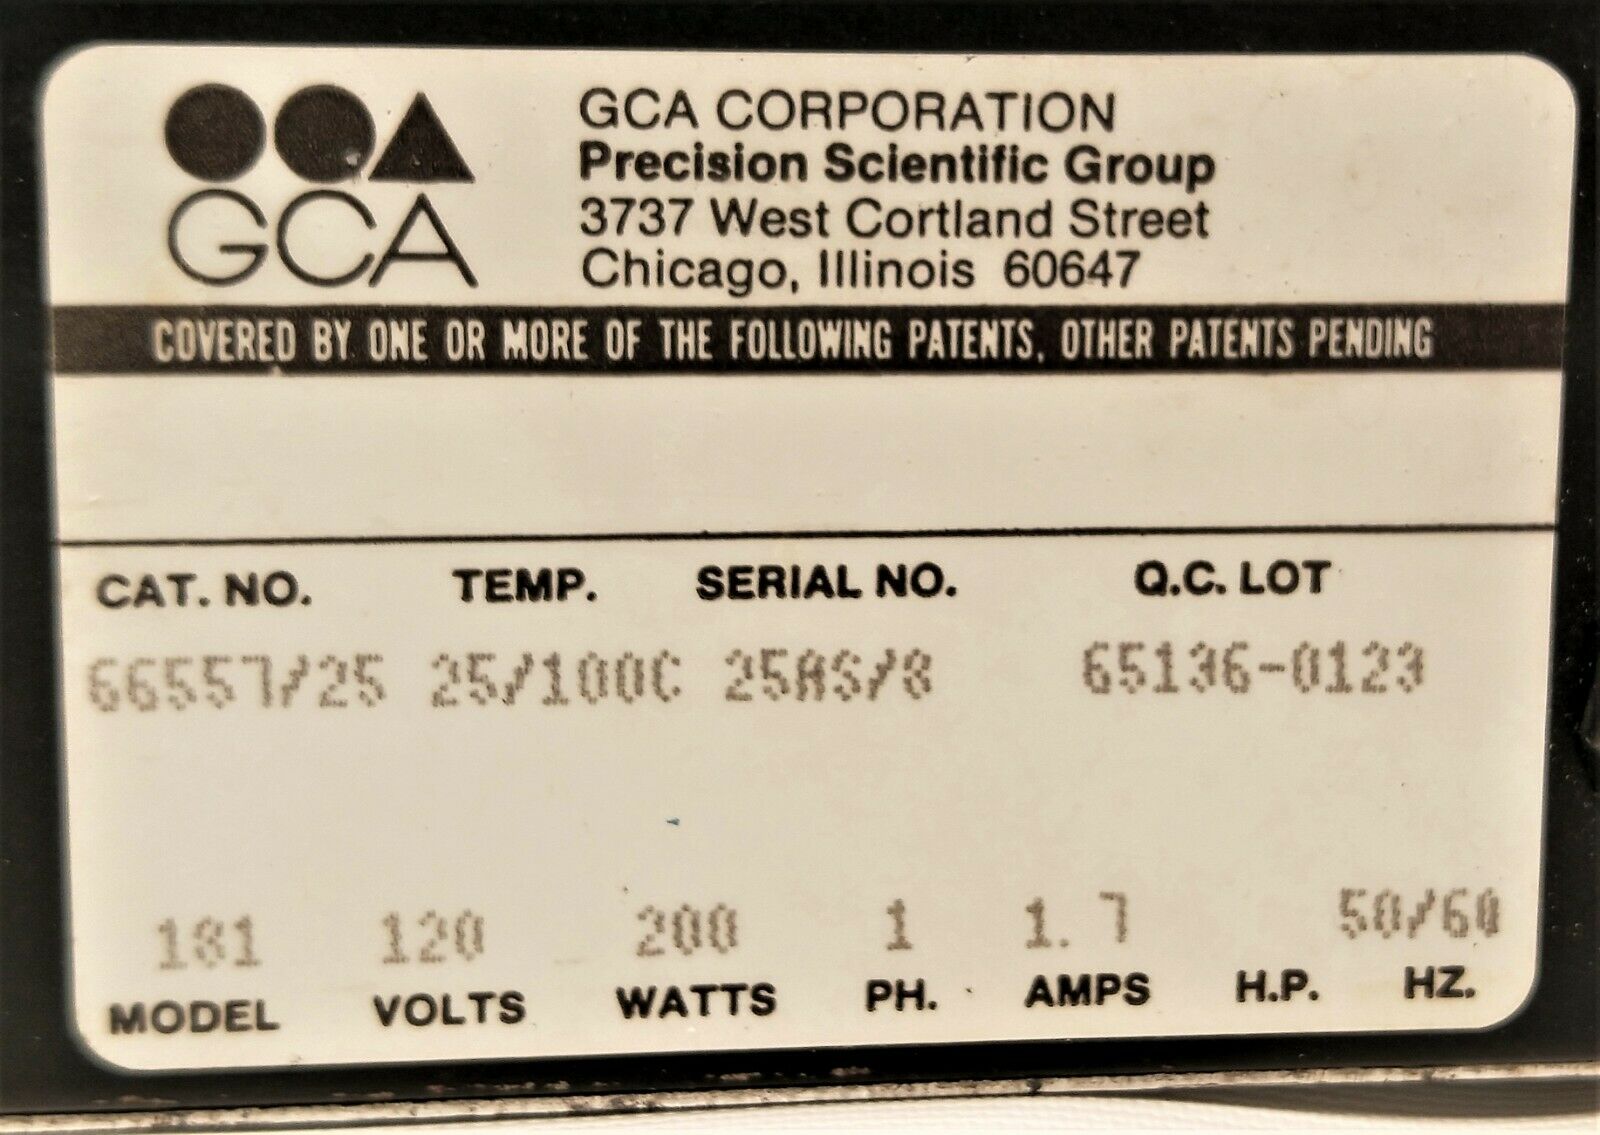 GCA
GCA CORPORATION
Precision Scientific Group
3737 West Cortland Street
Chicago, Illinois 60647
COVERED BY ONE OR MORE OF THE FOLLOWING PATENTS, OTHER PATENTS PENDING
CAT. NO. TEMP. SERIAL NO. Q.C. LOT
66557/25 25/100C 25AS/8 65136-0123
181 120 200 1 1.7 50/60
MODEL VOLTS WATTS PH. AMPS H.P. HZ.